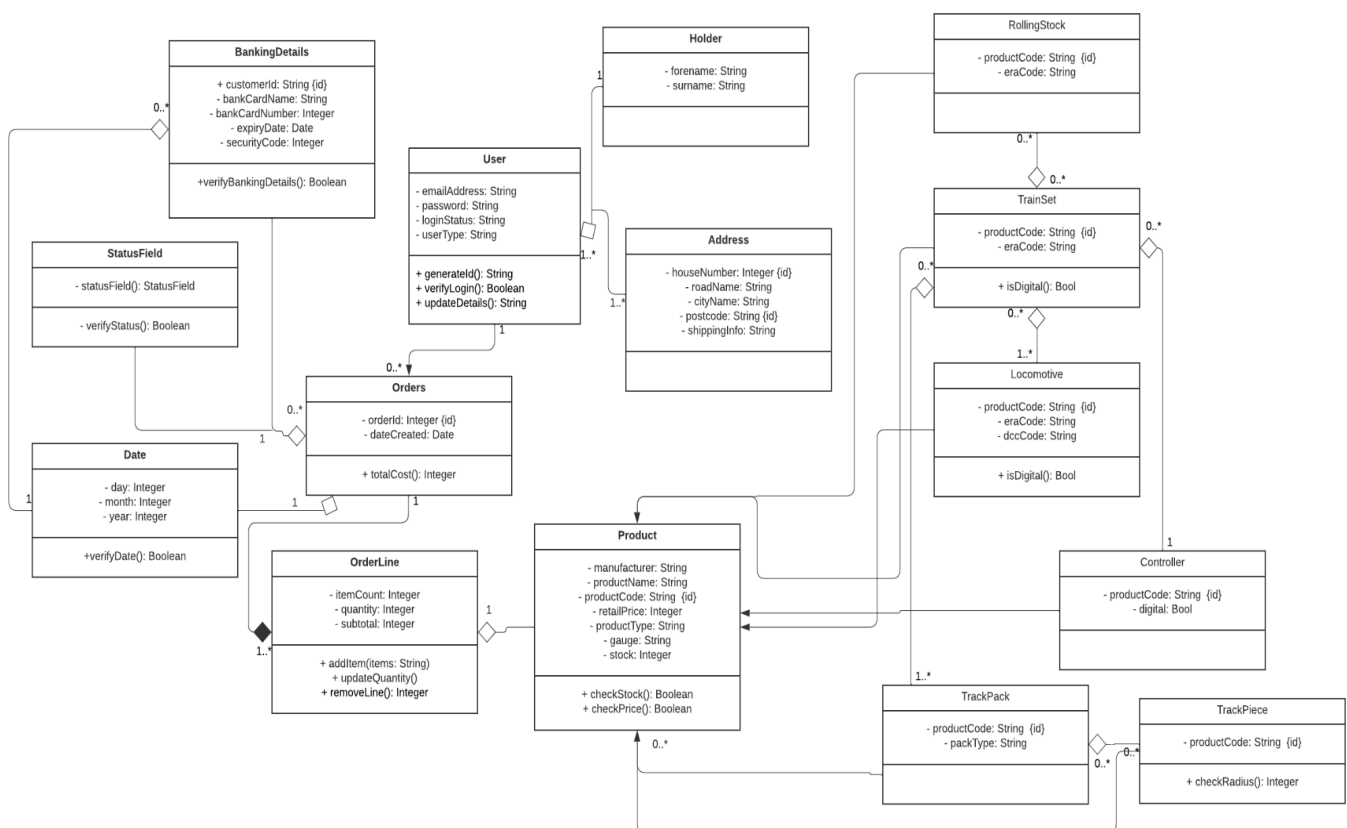 BankingDetails
+ customerId: String {id}
- bankCardName: String
- bankCardNumber: Integer
- expiryDate: Date
- securityCode: Integer
+verifyBankingDetails(): Boolean
0..*
Holder
- forename: String
- surname: String
1
RollingStock
- productCode: String {id}
- eraCode: String
0..*
0..*
User
- emailAddress: String
- password: String
- loginStatus: String
- userType: String
+ generateId(): String
+ verifyLogin(): Boolean
+ updateDetails(): String
1..*
1
TrainSet
- productCode: String {id}
- eraCode: String
+ isDigital(): Bool
0..*
0..*
0..*
StatusField
- statusField(): StatusField
- verifyStatus(): Boolean
1
Address
- houseNumber: Integer {id}
- roadName: String
- cityName: String
- postcode: String {id}
- shippingInfo: String
1..*
0..*
Orders
- orderId: Integer {id}
- dateCreated: Date
+ totalCost(): Integer
0..*
1
1..*
Locomotive
- productCode: String {id}
- eraCode: String
- dccCode: String
+ isDigital(): Bool
Date
- day: Integer
- month: Integer
- year: Integer
+verifyDate(): Boolean
1
1
OrderLine
- itemCount: Integer
- quantity: Integer
- subtotal: Integer
+ addItem(items: String)
+ updateQuantity()
+ removeLine(): Integer
1..*
1
Product
- manufacturer: String
- productName: String
- productCode: String {id}
- retailPrice: Integer
- productType: String
- gauge: String
- stock: Integer
+ checkStock(): Boolean
+ checkPrice(): Boolean
0..*
1
Controller
- productCode: String {id}
- digital: Bool
1..*
TrackPack
- productCode: String {id}
- packType: String
0..*
0..*
TrackPiece
- productCode: String {id}
+ checkRadius(): Integer